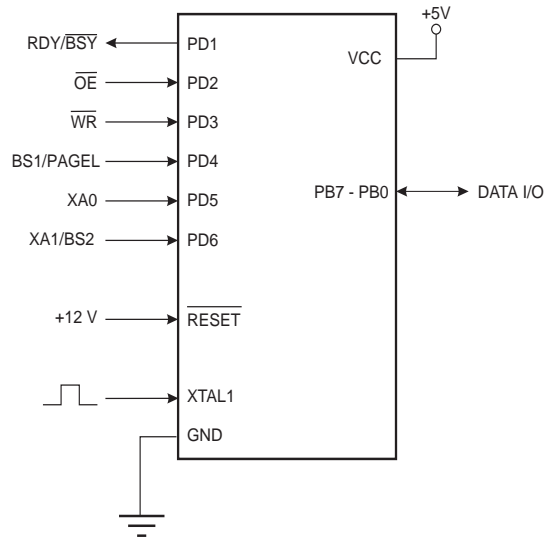 +5V
RDY/BSY PD1
VCC
OE PD2
WR PD3
BS1/PAGEL PD4
XA0 PD5 PB7 - PB0 DATA I/O
XA1/BS2 PD6
+12 V RESET
XTAL1
GND